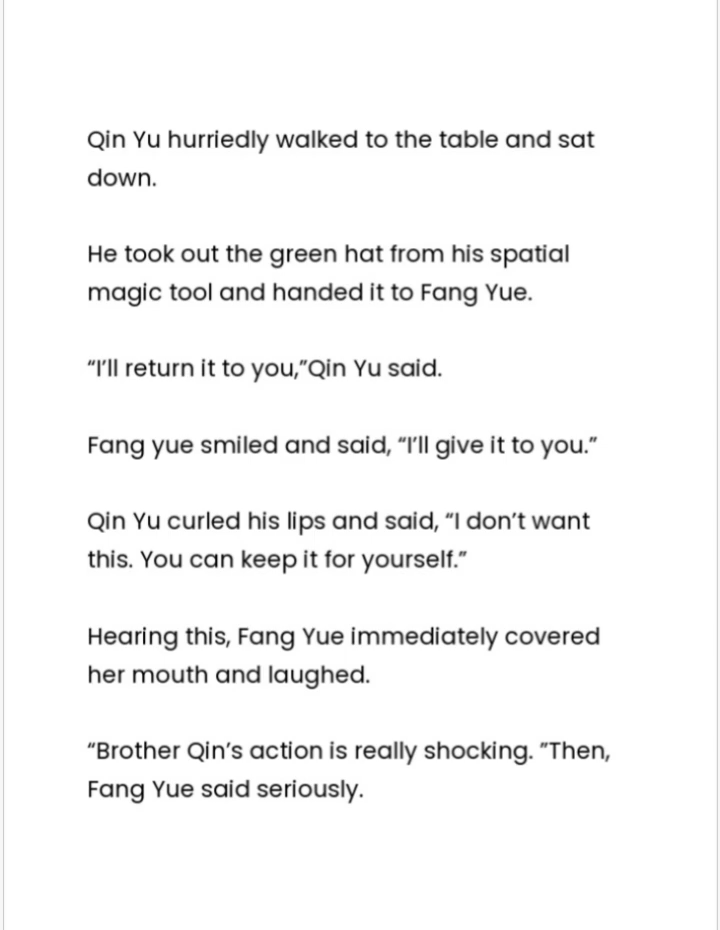 Qin Yu hurriedly walked to the table and sat
down.
He took out the green hat from his spatial
magic tool and handed it to Fang Yue.
“I’ll return it to you,”Qin Yu said.
Fang yue smiled and said, “I’ll give it to you.”
Qin Yu curled his lips and said, “I don’t want
this. You can keep it for yourself.”
Hearing this, Fang Yue immediately covered
her mouth and laughed.
“Brother Qin’s action is really shocking. ”Then,
Fang Yue said seriously.